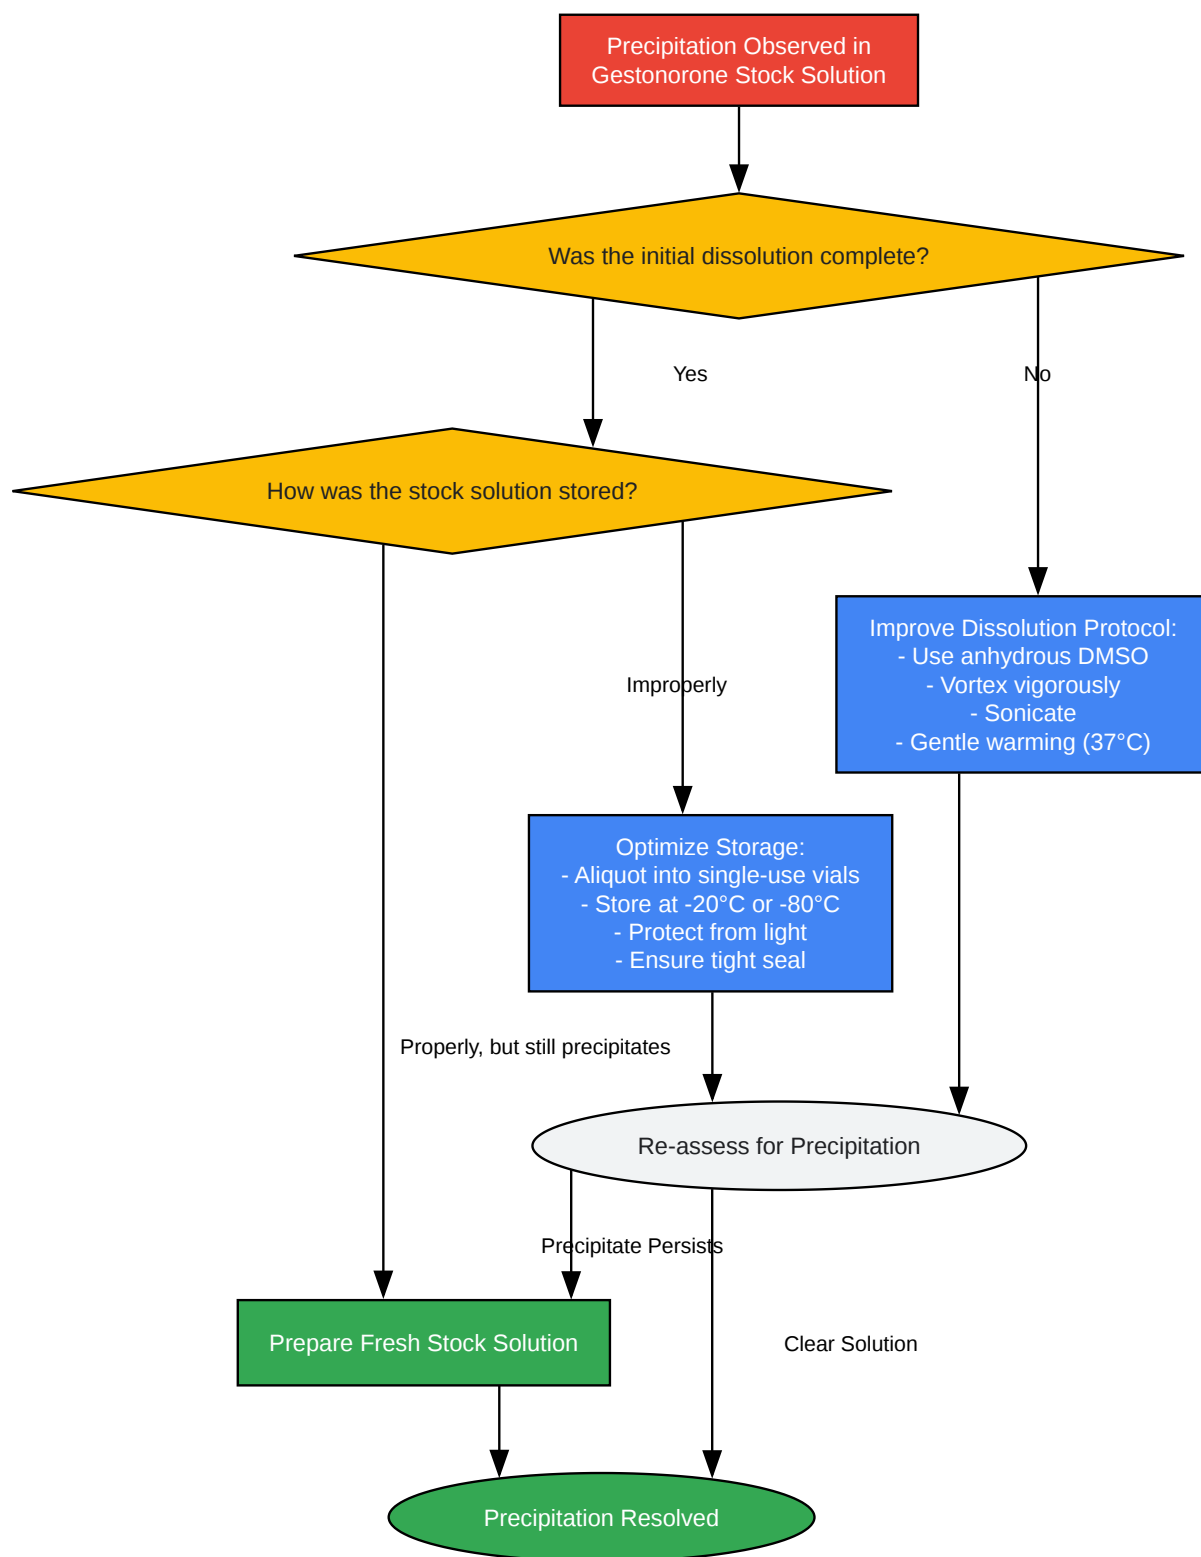 Precipitation Observed in
Gestonorone Stock Solution
Was the initial dissolution complete?
Yes
No
How was the stock solution stored?
Improperly
Improve Dissolution Protocol:
- Use anhydrous DMSO
- Vortex vigorously
- Sonicate
- Gentle warming (37°C)
Optimize Storage:
- Aliquot into single-use vials
- Store at -20°C or -80°C
- Protect from light
- Ensure tight seal
Properly, but still precipitates
Re-assess for Precipitation
Precipitate Persists
Prepare Fresh Stock Solution
Clear Solution
Precipitation Resolved